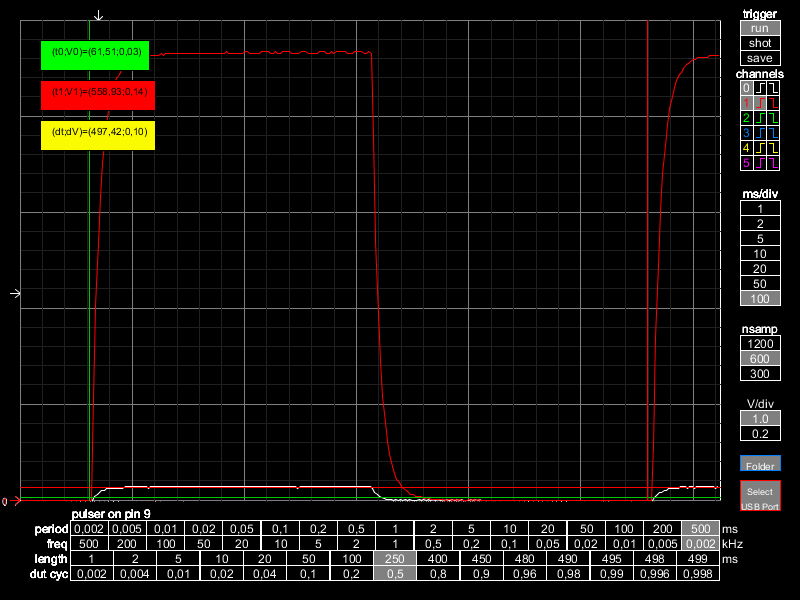 trigger
run
shot
save
channels
0
1
2
3
4
5
(t0;V0)=(61,51;0,03)
(t1;V1)=(558,93;0,14)
(dt;dV)=(497,42;0,10)
ms/div
1
2
5
10
20
50
100
nsamp
1200
600
300
V/div
1.0
0.2
Folder
Select
USB Port
0
pulser on pin 9
period 0,002 0,005 0,01 0,02 0,05 0,1 0,2 0,5 1 2 5 10 20 50 100 200 500 ms
freq 500 200 100 50 20 10 5 2 1 0,5 0,2 0,1 0,05 0,02 0,01 0,005 0,002 kHz
length 1 2 5 10 20 50 100 250 400 450 480 490 495 498 499 ms
dut cyc 0,002 0,004 0,01 0,02 0,04 0,1 0,2 0,5 0,8 0,9 0,96 0,98 0,99 0,996 0,998